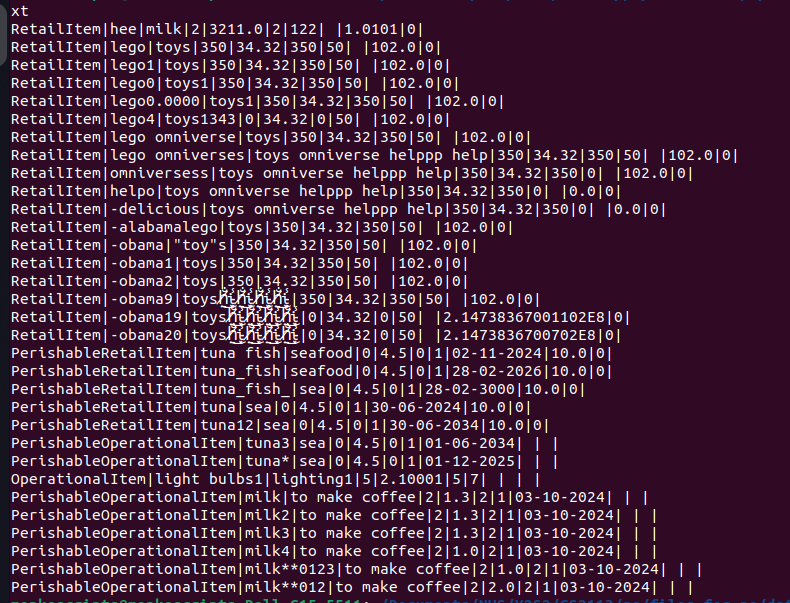 xt
RetailItem|hee|milk|2|3211.0|2|122| |1.0101|0|
RetailItem|lego|toys|350|34.32|350|50| |102.0|0|
RetailItem|lego1|toys|350|34.32|350|50| |102.0|0|
RetailItem|lego0|toys1|350|34.32|350|50| |102.0|0|
RetailItem|lego0.0000|toys1|350|34.32|350|50| |102.0|0|
RetailItem|lego4|toys1343|0|34.32|0|50| |102.0|0|
RetailItem|lego omniverse|toys|350|34.32|350|50| |102.0|0|
RetailItem|lego omniverses|toys omniverse helppp help|350|34.32|350|50| |102.0|0|
RetailItem|omniversess|toys omniverse helppp help|350|34.32|350|0| |102.0|0|
RetailItem|helpo|toys omniverse helppp help|350|34.32|350|0| |0.0|0|
RetailItem|-delicious|toys omniverse helppp help|350|34.32|350|0| |0.0|0|
RetailItem|-alabamalego|toys|350|34.32|350|50| |102.0|0|
RetailItem|-obama|"toy"s|350|34.32|350|50| |102.0|0|
RetailItem|-obama1|toys|350|34.32|350|50| |102.0|0|
RetailItem|-obama2|toys|350|34.32|350|50| |102.0|0|
RetailItem|-obama9|toys |350|34.32|350|50| |102.0|0|
RetailItem|-obama19|toys |0|34.32|0|50| |2.14738367001102E8|0|
RetailItem|-obama20|toys |0|34.32|0|50| |2.1473836700702E8|0|
PerishableRetailItem|tuna fish|seafood|0|4.5|0|1|02-11-2024|10.0|0|
PerishableRetailItem|tuna_fish|seafood|0|4.5|0|1|28-02-2026|10.0|0|
PerishableRetailItem|tuna_fish_|sea|0|4.5|0|1|28-02-3000|10.0|0|
PerishableRetailItem|tuna|sea|0|4.5|0|1|30-06-2024|10.0|0|
PerishableRetailItem|tuna12|sea|0|4.5|0|1|30-06-2034|10.0|0|
PerishableOperationalItem|tuna3|sea|0|4.5|0|1|01-06-2034| | |
PerishableOperationalItem|tuna*|sea|0|4.5|0|1|01-12-2025| | |
OperationalItem|light bulbs1|lighting1|5|2.10001|5|7| | | |
PerishableOperationalItem|milk|to make coffee|2|1.3|2|1|03-10-2024| | |
PerishableOperationalItem|milk2|to make coffee|2|1.3|2|1|03-10-2024| | |
PerishableOperationalItem|milk3|to make coffee|2|1.3|2|1|03-10-2024| | |
PerishableOperationalItem|milk4|to make coffee|2|1.0|2|1|03-10-2024| | |
PerishableOperationalItem|milk**0123|to make coffee|2|1.0|2|1|03-10-2024| | |
PerishableOperationalItem|milk**012|to make coffee|2|2.0|2|1|03-10-2024| | |